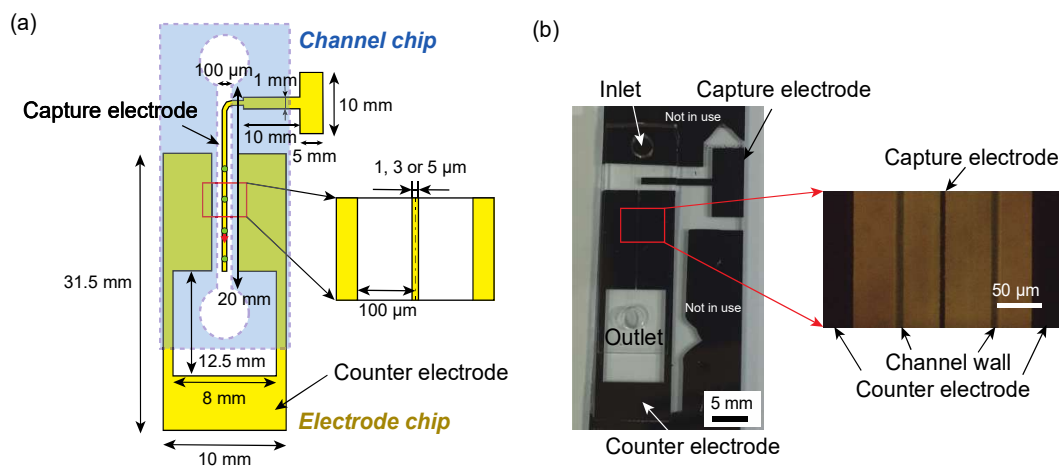 (a)
Channel chip
100 µm
1 mm
Capture electrode
10 mm
10 mm
5 mm
1, 3 or 5 µm
31.5 mm
20 mm
100 µm
12.5 mm
Counter electrode
8 mm
Electrode chip
10 mm
(b)
Inlet
Capture electrode
Not in use
Capture electrode
50 µm
Not in use
Outlet
Channel wall
Counter electrode
5 mm
Counter electrode